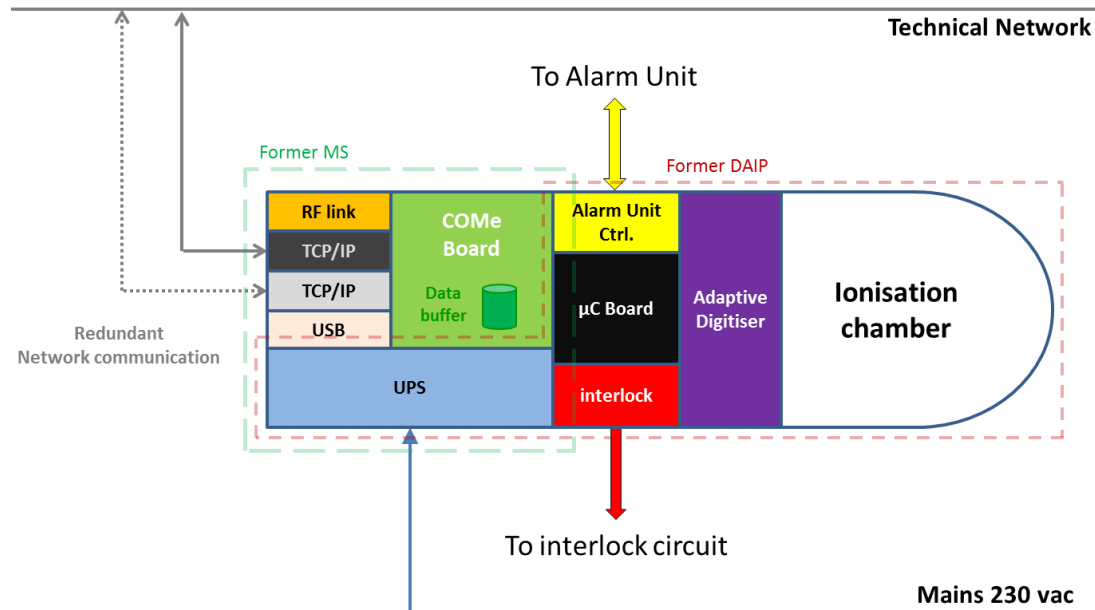 Technical Network
To Alarm Unit
Former MS
Former DAIP
RF link
TCP/IP
TCP/IP
USB
COMe
Board
Data
buffer
UPS
Alarm Unit
Ctrl.
µC Board
interlock
Adaptive
Digitiser
Ionisation
chamber
Redundant
Network communication
To interlock circuit
Mains 230 vac